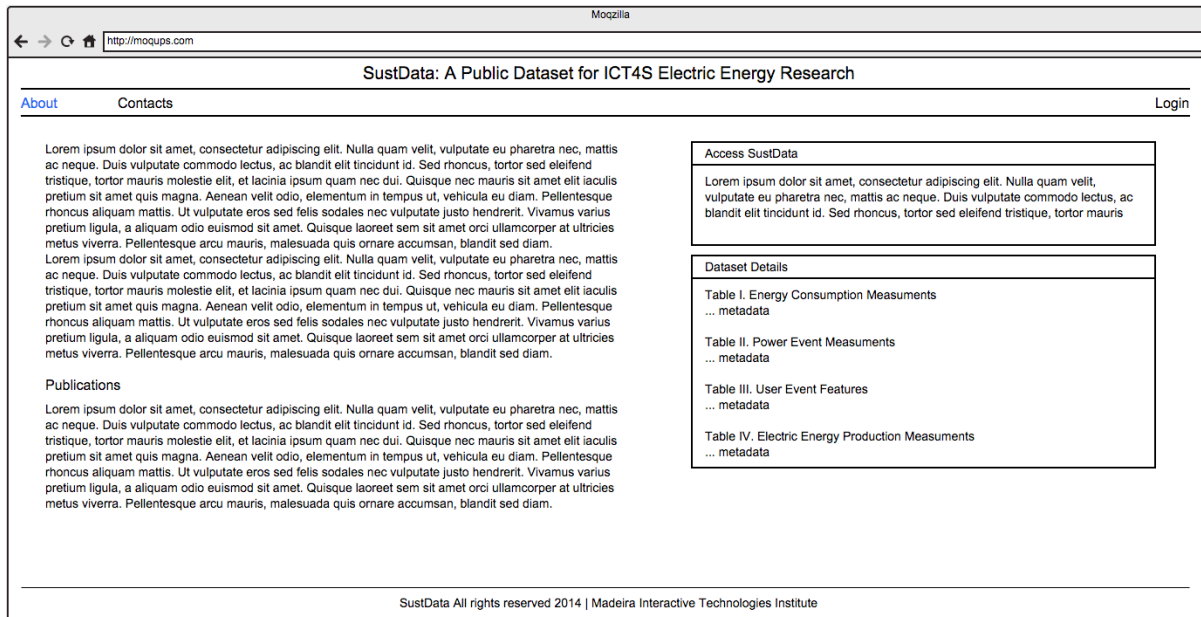 Moqzilla
http://moqups.com
SustData: A Public Dataset for ICT4S Electric Energy Research
About Contacts Login
Lorem ipsum dolor sit amet, consectetur adipiscing elit. Nulla quam velit, vulputate eu pharetra nec, mattis
ac neque. Duis vulputate commodo lectus, ac blandit elit tincidunt id. Sed rhoncus, tortor sed eleifend
tristique, tortor mauris molestie elit, et lacinia ipsum quam nec dui. Quisque nec mauris sit amet elit iaculis
pretium sit amet quis magna. Aenean velit odio, elementum in tempus ut, vehicula eu diam. Pellentesque
rhoncus aliquam mattis. Ut vulputate eros sed felis sodales nec vulputate justo hendrerit. Vivamus varius
pretium ligula, a aliquam odio euismod sit amet. Quisque laoreet sem sit amet orci ullamcorper at ultricies
metus viverra. Pellentesque arcu mauris, malesuada quis ornare accumsan, blandit sed diam.
Lorem ipsum dolor sit amet, consectetur adipiscing elit. Nulla quam velit, vulputate eu pharetra nec, mattis
ac neque. Duis vulputate commodo lectus, ac blandit elit tincidunt id. Sed rhoncus, tortor sed eleifend
tristique, tortor mauris molestie elit, et lacinia ipsum quam nec dui. Quisque nec mauris sit amet elit iaculis
pretium sit amet quis magna. Aenean velit odio, elementum in tempus ut, vehicula eu diam. Pellentesque
rhoncus aliquam mattis. Ut vulputate eros sed felis sodales nec vulputate justo hendrerit. Vivamus varius
pretium ligula, a aliquam odio euismod sit amet. Quisque laoreet sem sit amet orci ullamcorper at ultricies
metus viverra. Pellentesque arcu mauris, malesuada quis ornare accumsan, blandit sed diam.
Publications
Lorem ipsum dolor sit amet, consectetur adipiscing elit. Nulla quam velit, vulputate eu pharetra nec, mattis
ac neque. Duis vulputate commodo lectus, ac blandit elit tincidunt id. Sed rhoncus, tortor sed eleifend
tristique, tortor mauris molestie elit, et lacinia ipsum quam nec dui. Quisque nec mauris sit amet elit iaculis
pretium sit amet quis magna. Aenean velit odio, elementum in tempus ut, vehicula eu diam. Pellentesque
rhoncus aliquam mattis. Ut vulputate eros sed felis sodales nec vulputate justo hendrerit. Vivamus varius
pretium ligula, a aliquam odio euismod sit amet. Quisque laoreet sem sit amet orci ullamcorper at ultricies
metus viverra. Pellentesque arcu mauris, malesuada quis ornare accumsan, blandit sed diam.
Access SustData
Lorem ipsum dolor sit amet, consectetur adipiscing elit. Nulla quam velit,
vulputate eu pharetra nec, mattis ac neque. Duis vulputate commodo lectus, ac
blandit elit tincidunt id. Sed rhoncus, tortor sed eleifend tristique, tortor mauris
Dataset Details
Table I. Energy Consumption Measuments
... metadata
Table II. Power Event Measuments
... metadata
Table III. User Event Features
... metadata
Table IV. Electric Energy Production Measuments
... metadata
SustData All rights reserved 2014 | Madeira Interactive Technologies Institute